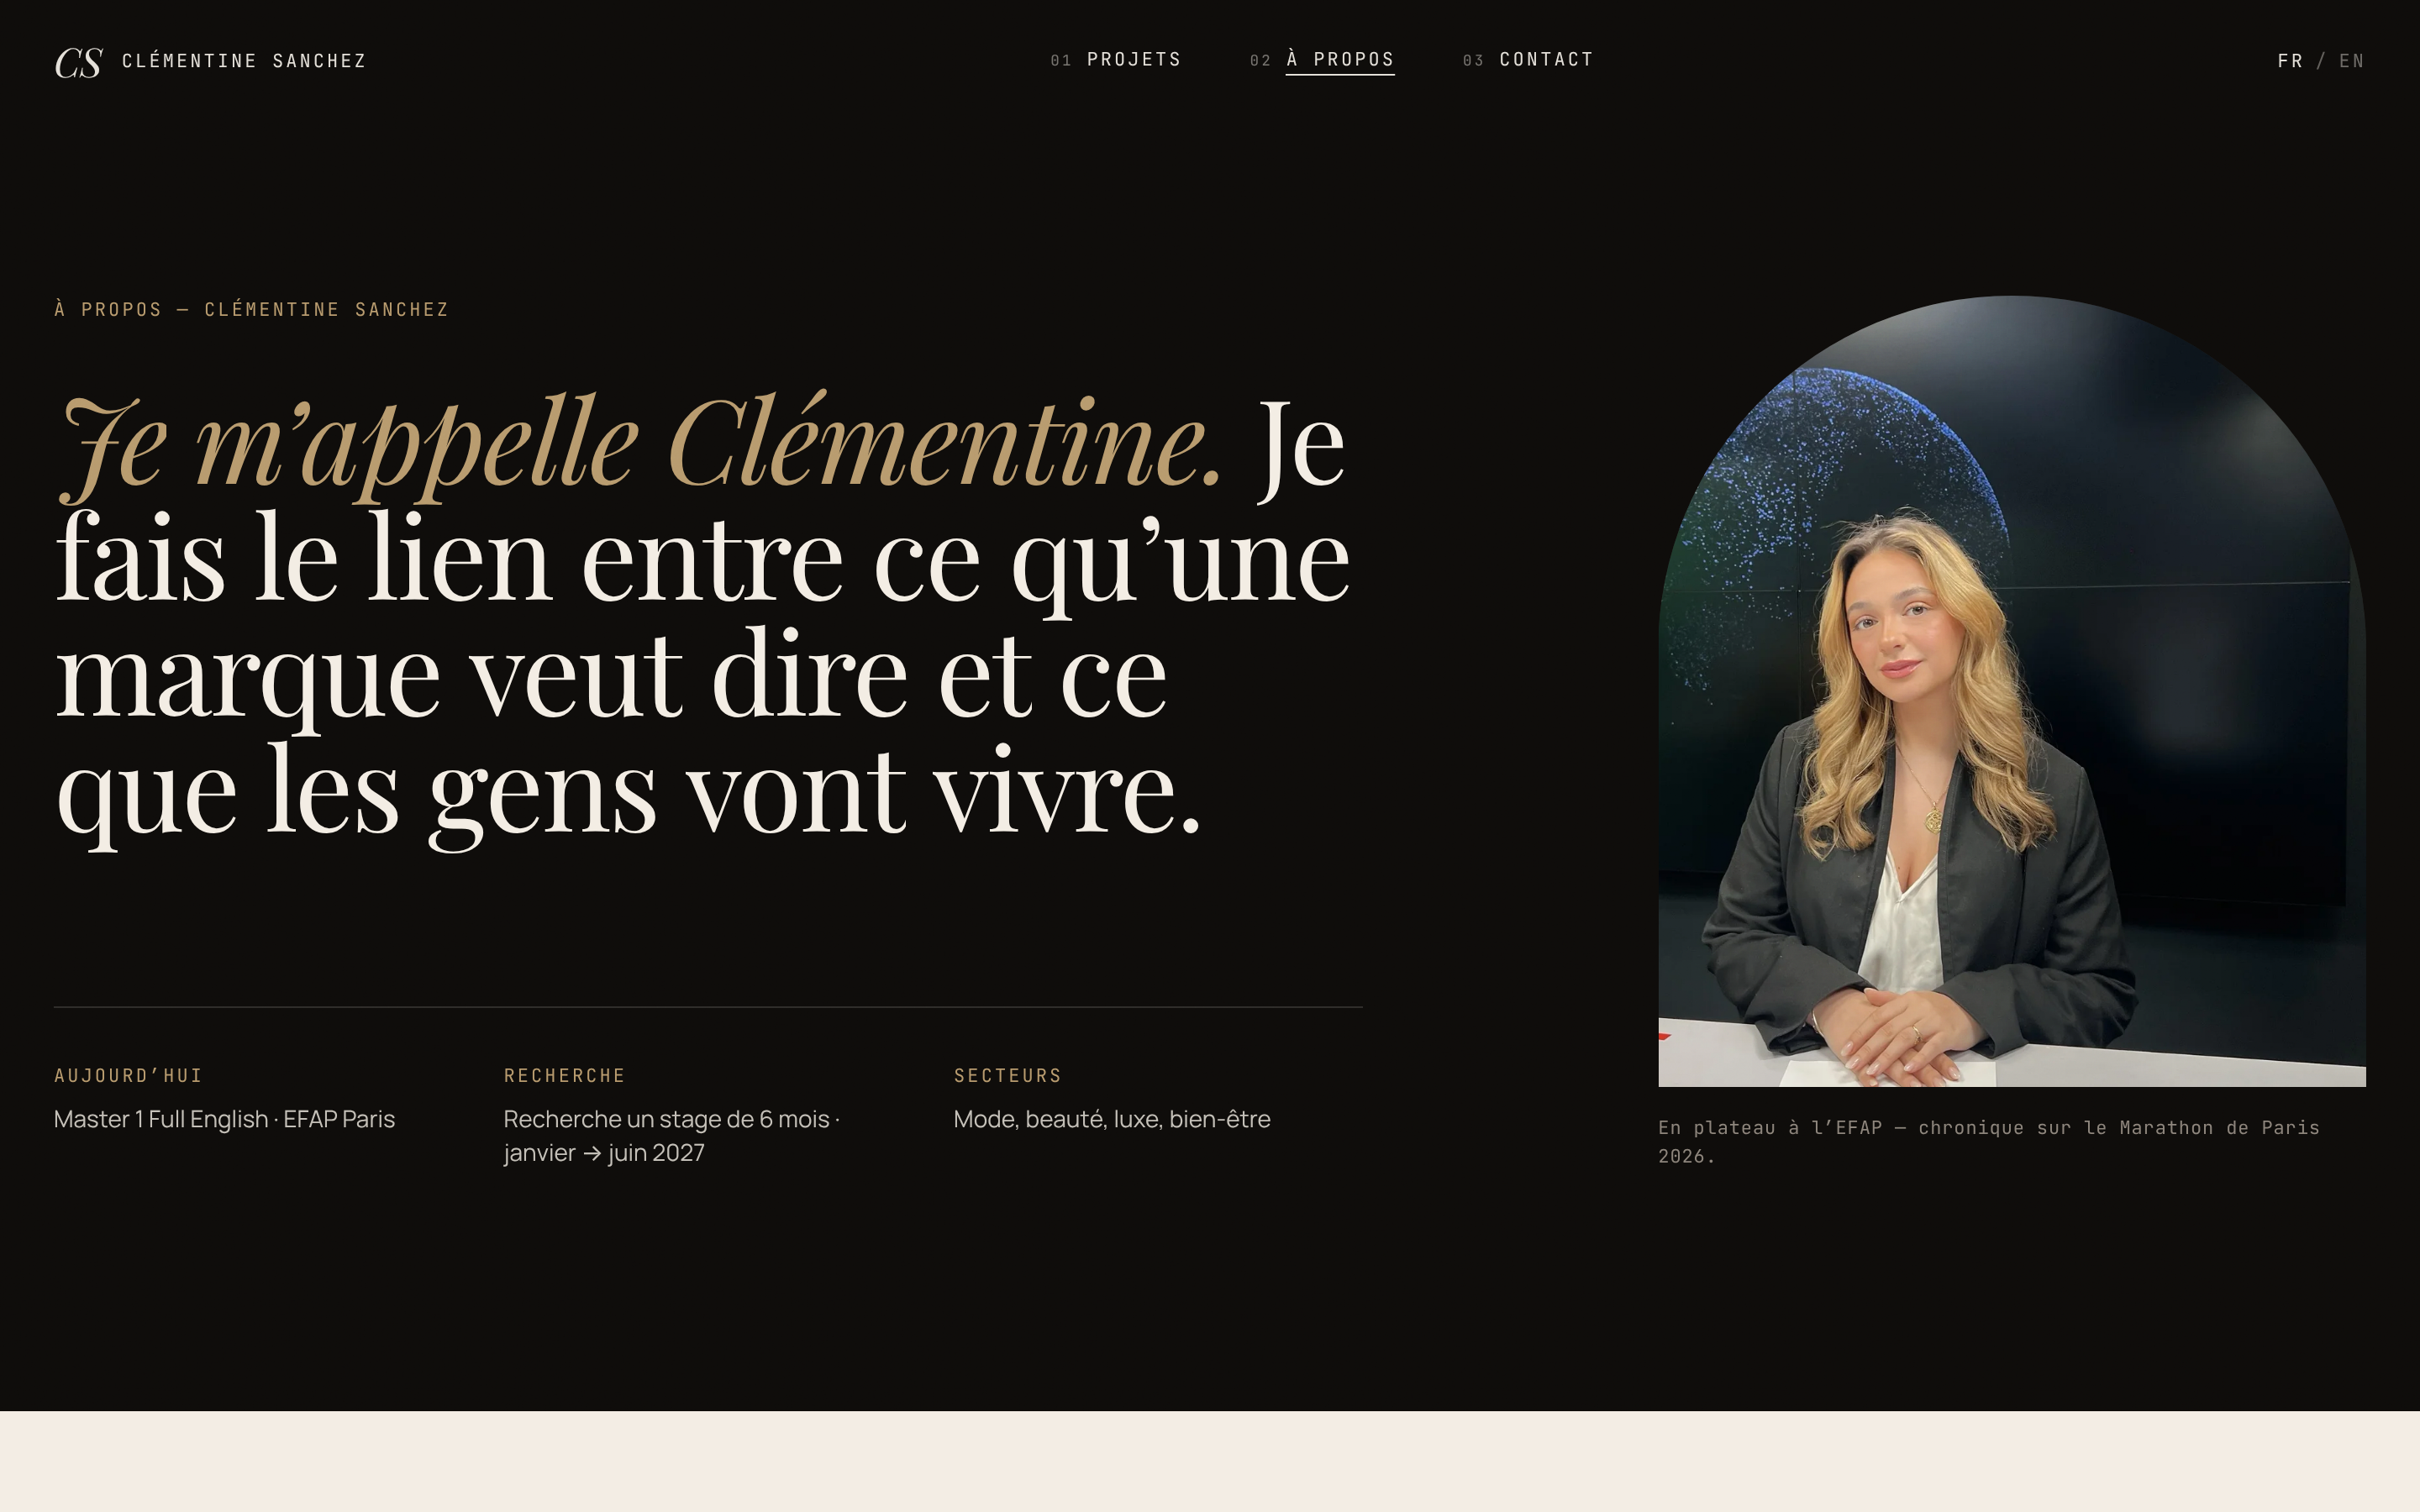 CS CLÉMENTINE SANCHEZ
01 PROJETS
02 À PROPOS
03 CONTACT
FR / EN
À PROPOS — CLÉMENTINE SANCHEZ
Je m’appelle Clémentine. Je
fais le lien entre ce qu’une
marque veut dire et ce
que les gens vont vivre.
AUJOURD’HUI
Master 1 Full English · EFAP Paris
RECHERCHE
Recherche un stage de 6 mois ·
janvier → juin 2027
SECTEURS
Mode, beauté, luxe, bien-être
En plateau à l’EFAP — chronique sur le Marathon de Paris
2026.